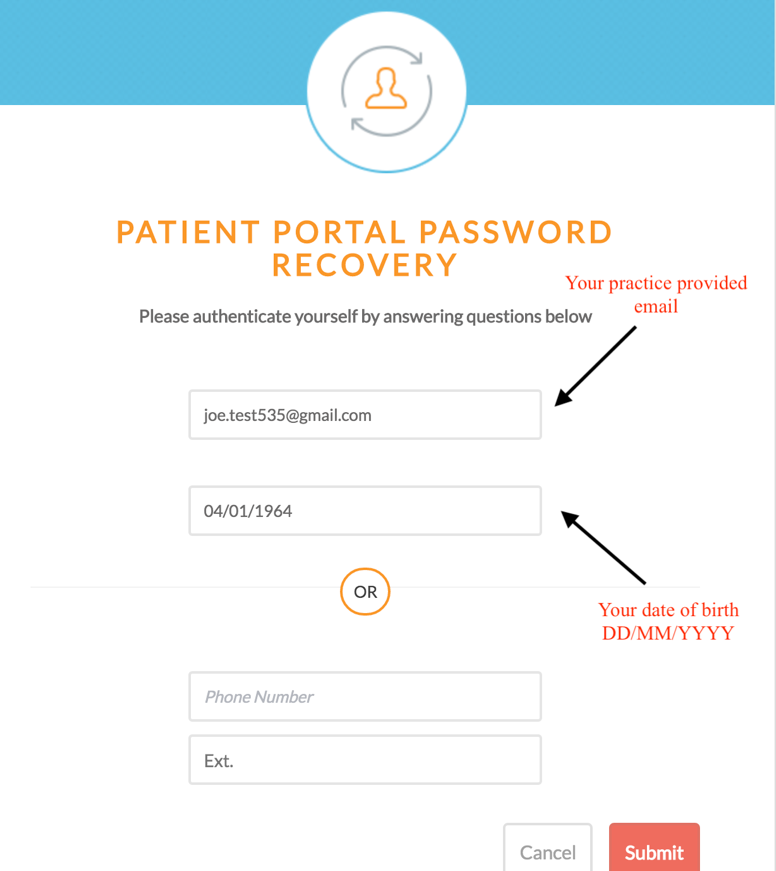 PATIENT PORTAL PASSWORD
RECOVERY
Your practice provided
email
Please authenticate yourself by answering questions below
joe.test535@gmail.com
04/01/1964
OR
Your date of birth
DD/MM/YYYY
Phone Number
Ext.
Cancel
Submit